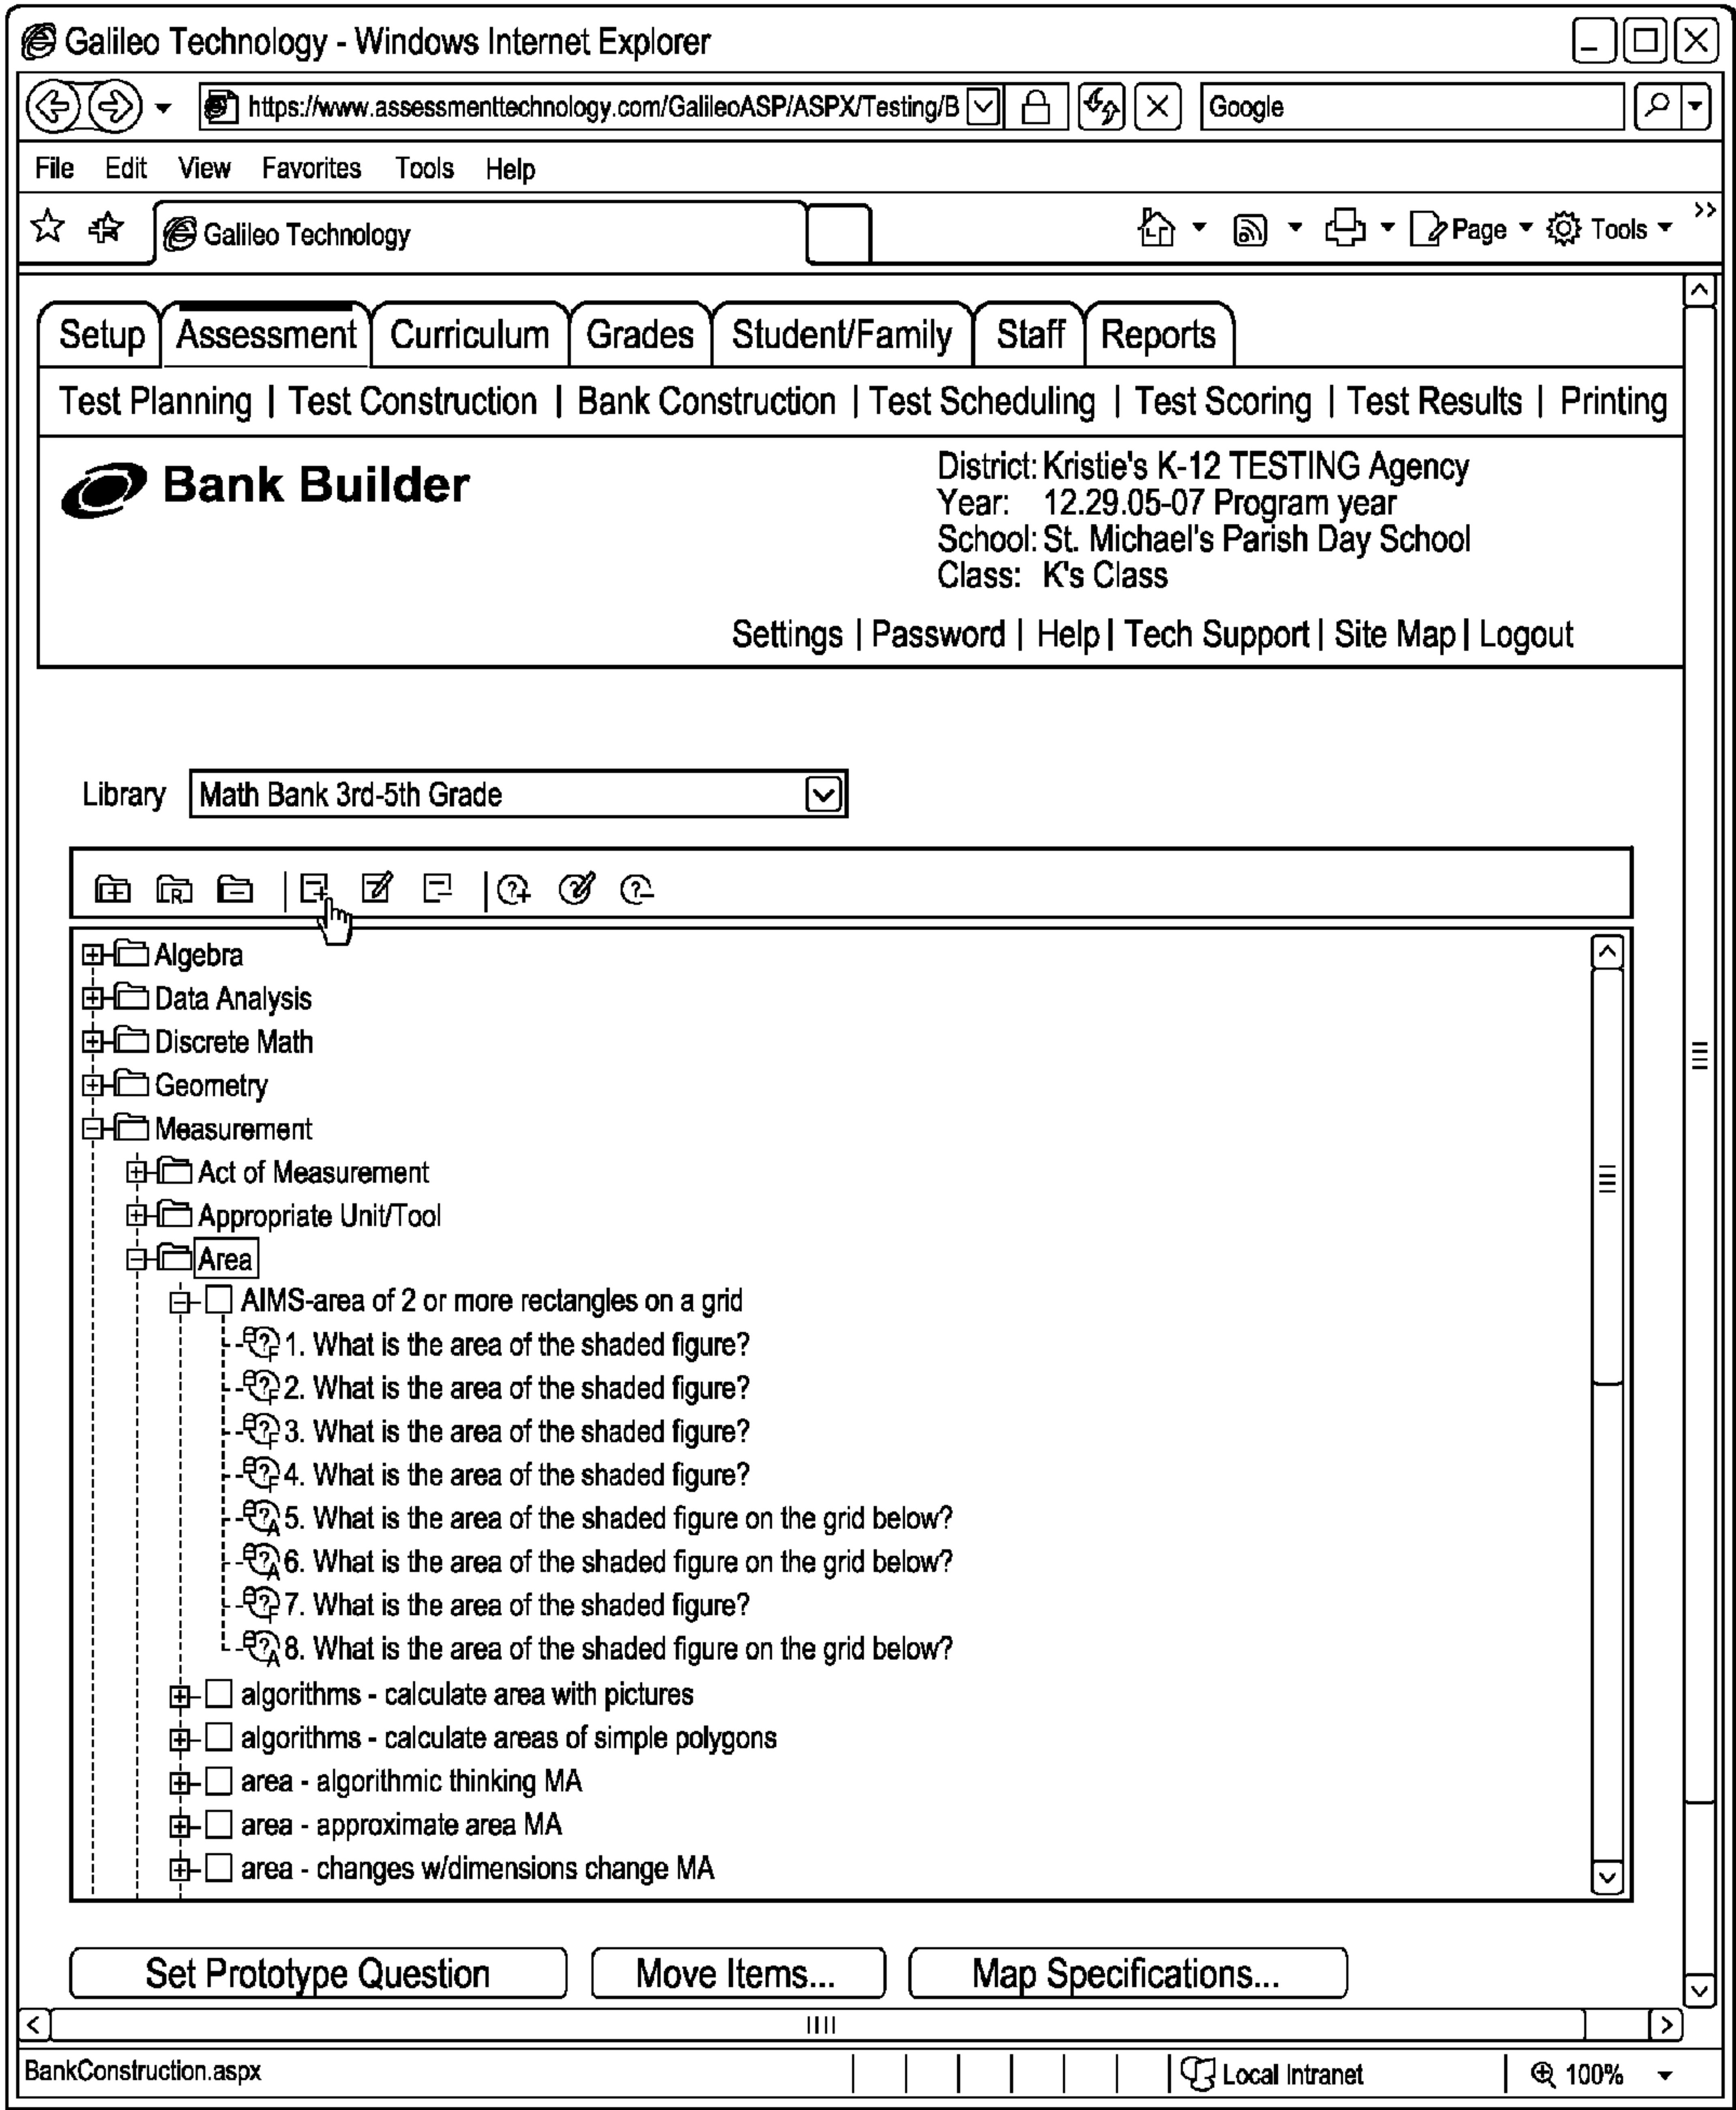 Galileo Technology - Windows Internet Explorer
https://www.assessmenttechnology.com/GalileoASP/ASPX/Testing/B
Google
File Edit View Favorites Tools Help
Galileo Technology
Page Tools
Setup Assessment Curriculum Grades Student/Family Staff Reports
Test Planning | Test Construction | Bank Construction | Test Scheduling | Test Scoring | Test Results | Printing
Bank Builder
District: Kristie's K-12 TESTING Agency
Year: 12.29.05-07 Program year
School: St. Michael's Parish Day School
Class: K's Class
Settings | Password | Help | Tech Support | Site Map | Logout
Library Math Bank 3rd-5th Grade
Algebra
Data Analysis
Discrete Math
Geometry
Measurement
Act of Measurement
Appropriate Unit/Tool
Area
AIMS-area of 2 or more rectangles on a grid
1. What is the area of the shaded figure?
2. What is the area of the shaded figure?
3. What is the area of the shaded figure?
4. What is the area of the shaded figure?
5. What is the area of the shaded figure on the grid below?
6. What is the area of the shaded figure on the grid below?
7. What is the area of the shaded figure?
8. What is the area of the shaded figure on the grid below?
algorithms - calculate area with pictures
algorithms - calculate areas of simple polygons
area - algorithmic thinking MA
area - approximate area MA
area - changes w/dimensions change MA
Set Prototype Question Move Items... Map Specifications...
BankConstruction.aspx Local Intranet 100%